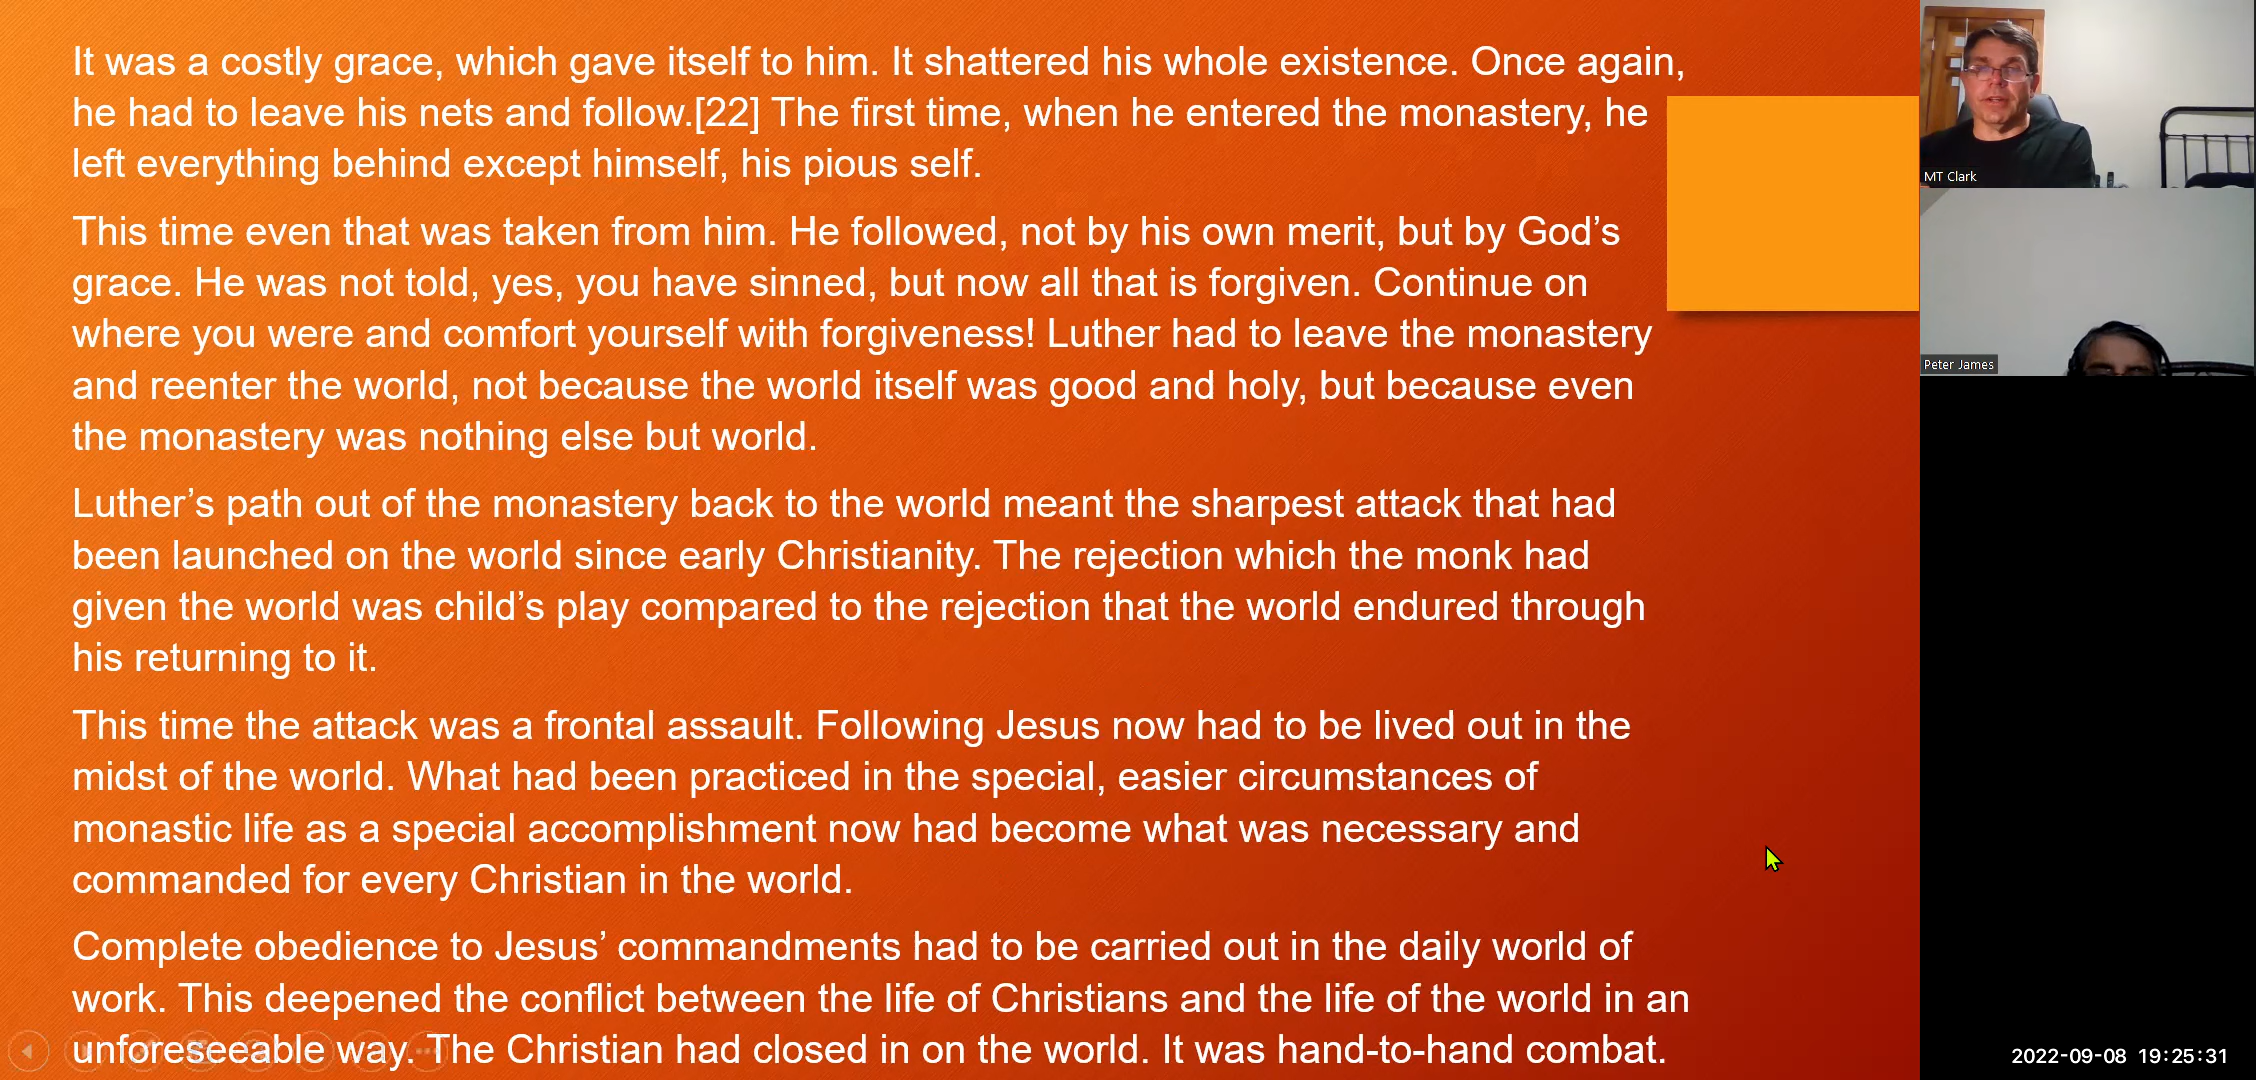 It was a costly grace, which gave itself to him. It shattered his whole existence. Once again,
he had to leave his nets and follow.[22] The first time, when he entered the monastery, he
left everything behind except himself, his pious self.
This time even that was taken from him. He followed, not by his own merit, but by God’s
grace. He was not told, yes, you have sinned, but now all that is forgiven. Continue on
where you were and comfort yourself with forgiveness! Luther had to leave the monastery
and reenter the world, not because the world itself was good and holy, but because even
the monastery was nothing else but world.
Luther’s path out of the monastery back to the world meant the sharpest attack that had
been launched on the world since early Christianity. The rejection which the monk had
given the world was child’s play compared to the rejection that the world endured through
his returning to it.
This time the attack was a frontal assault. Following Jesus now had to be lived out in the
midst of the world. What had been practiced in the special, easier circumstances of
monastic life as a special accomplishment now had become what was necessary and
commanded for every Christian in the world.
Complete obedience to Jesus’ commandments had to be carried out in the daily world of
work. This deepened the conflict between the life of Christians and the life of the world in an
unforeseeable way. The Christian had closed in on the world. It was hand-to-hand combat.
MT Clark
Peter James
2022-09-08 19:25:31